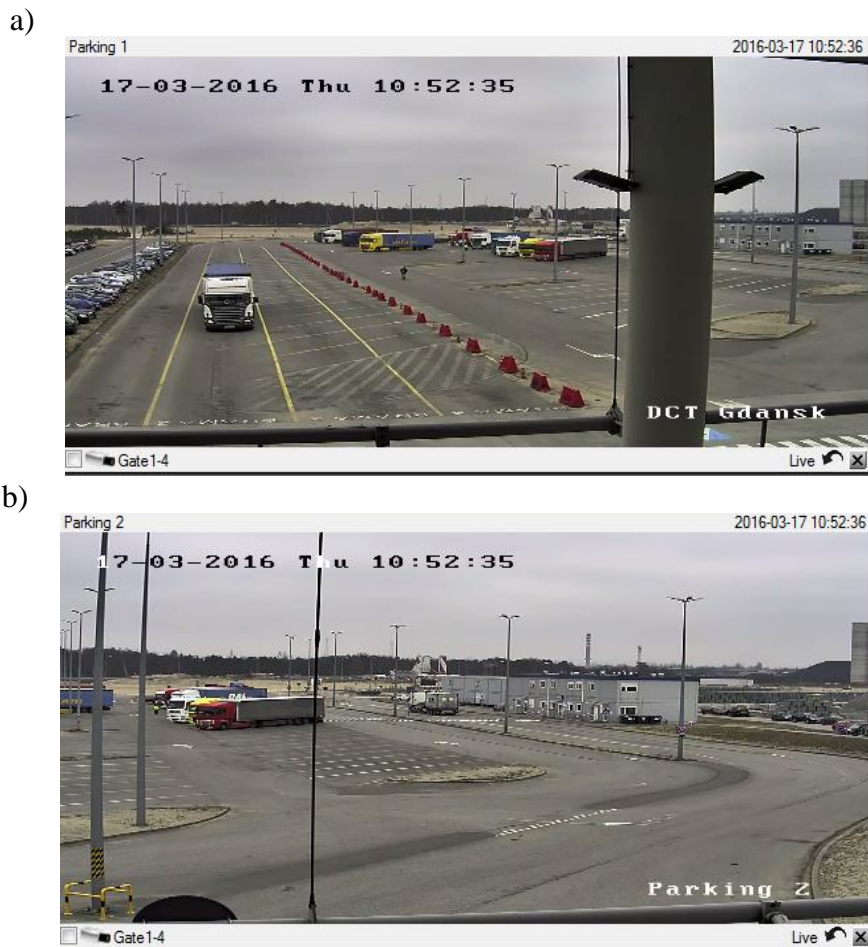 a)
Parking 1 2016-03-17 10:52:36
17-03-2016 Thu 10:52:35
DCT Gdansk
Gate1-4 Live
b)
Parking 2 2016-03-17 10:52:36
17-03-2016 Thu 10:52:35
Parking 2
Gate1-4 Live